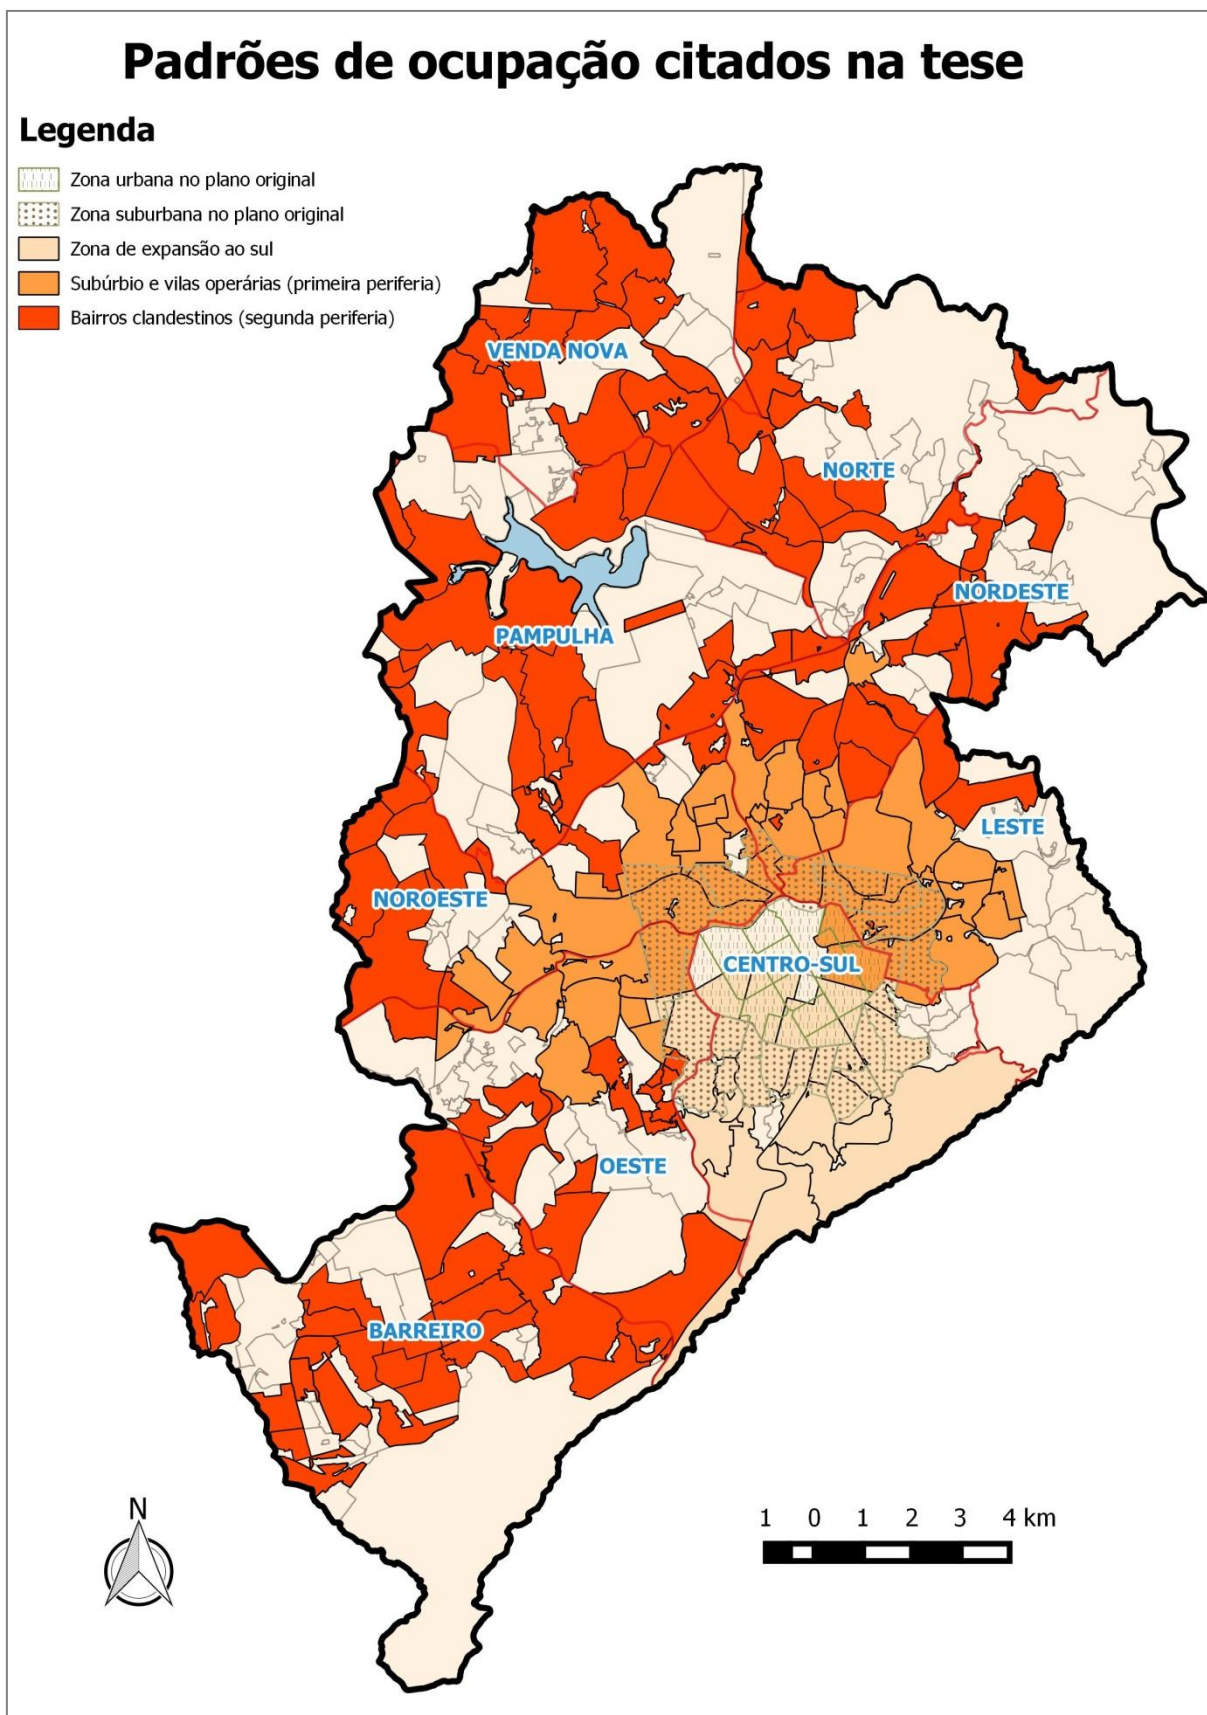 Padrões de ocupação citados na tese
Legenda
Zona urbana no plano original
Zona suburbana no plano original
Zona de expansão ao sul
Subúrbio e vilas operárias (primeira periferia)
Bairros clandestinos (segunda periferia)
VENDA NOVA
NORTE
NORDESTE
PAMPULHA
LESTE
NOROESTE
CENTRO-SUL
OESTE
BARREIRO
N
1 0 1 2 3 4 km